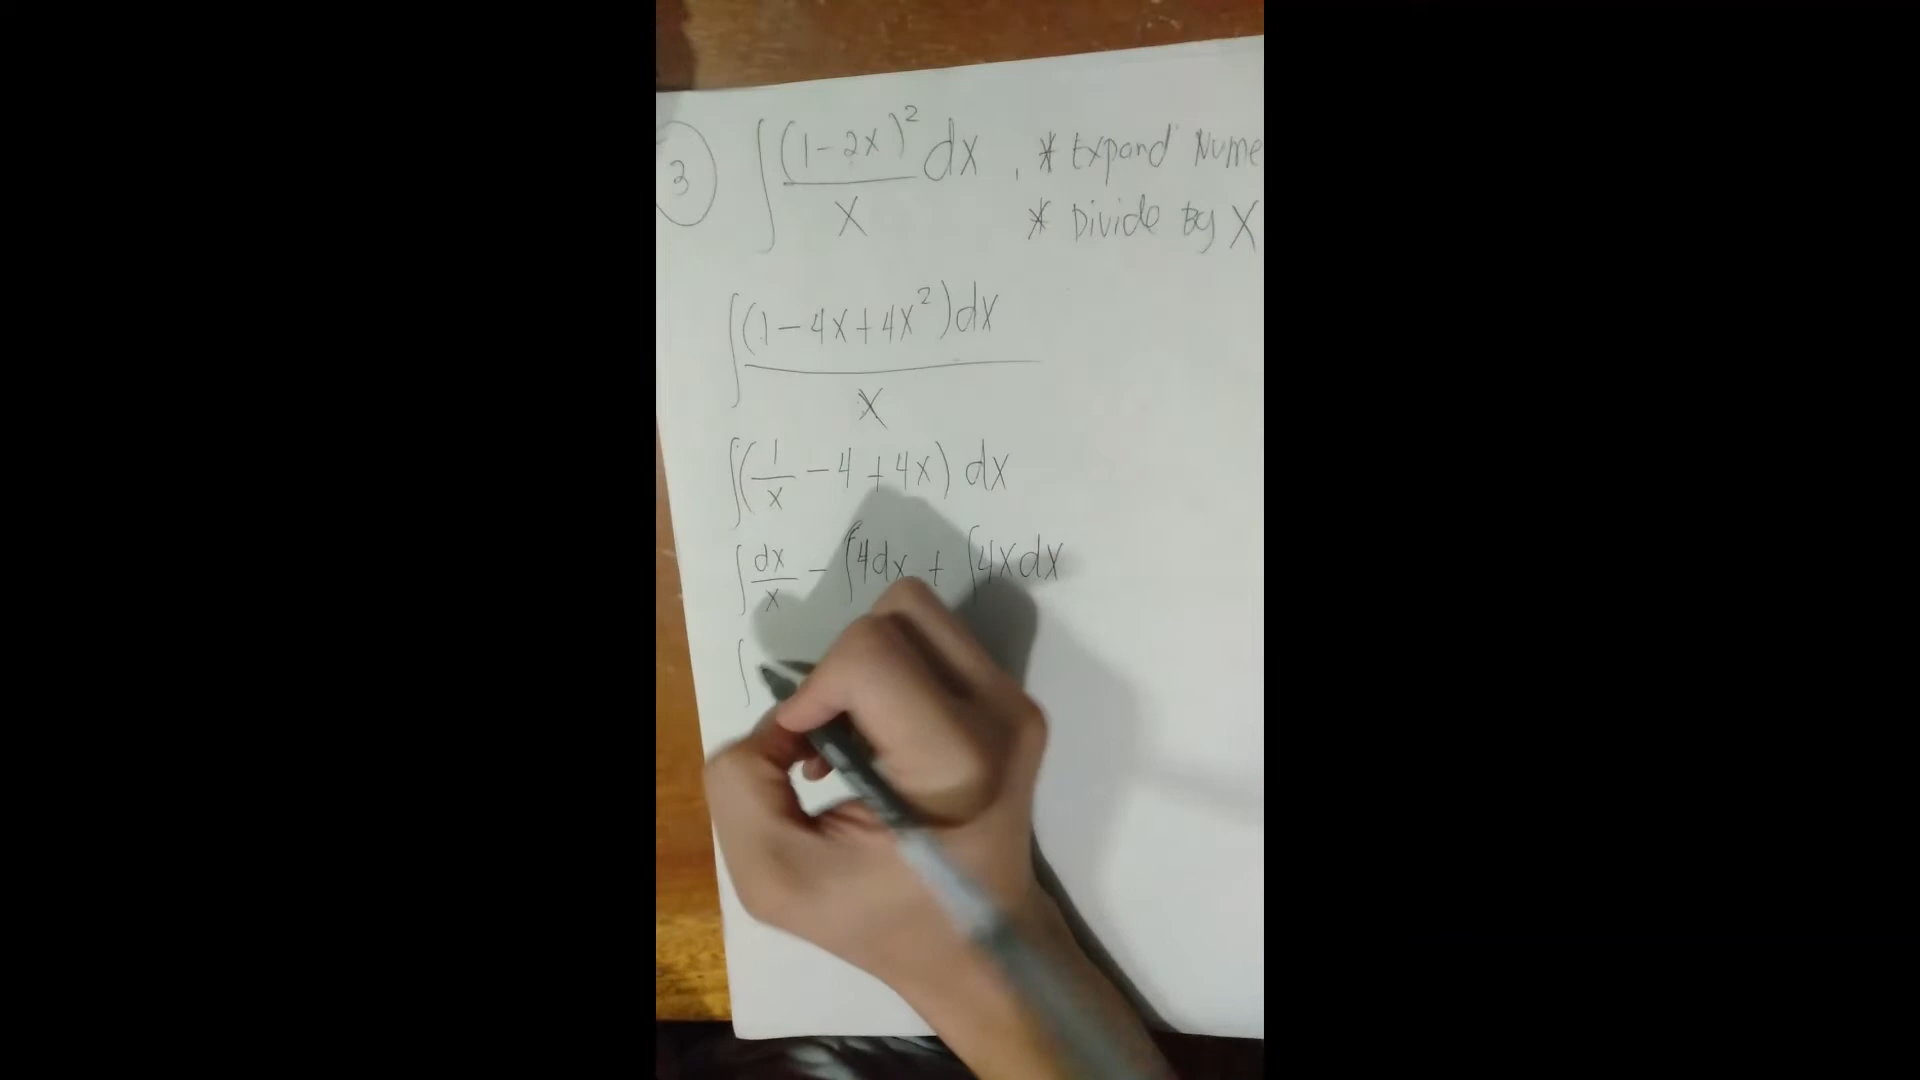 3 ∫ (1-2x)² dx , * Expand Nume
x * Divide By X
∫ (1-4x+4x²)dx
x
∫(1/x - 4 + 4x) dx
∫ dx/x - ∫4dx + ∫4xdx
∫